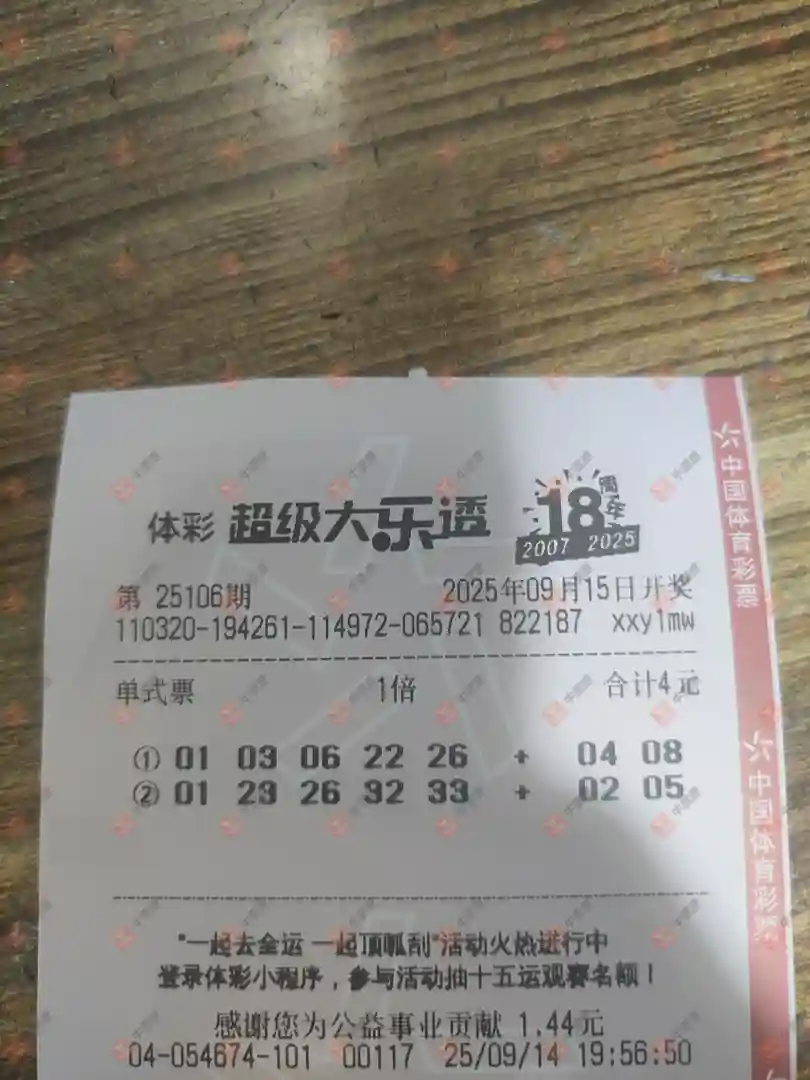 体彩 超级大乐透 18周年
2007 2025
第 25106期 2025年09月15日开奖
110320-194261-114972-065721 822187 xxy1mw
单式票 1倍 合计4元
① 01 03 06 22 26 + 04 08
② 01 23 26 32 33 + 02 05
"一起去全运 一起顶呱刮"活动火热进行中
登录体彩小程序，参与活动抽十五运观赛名额！
感谢您为公益事业贡献 1.44元
04-054674-101 00117 25/09/14 19:56:50
中国体育彩票
中国体育彩票